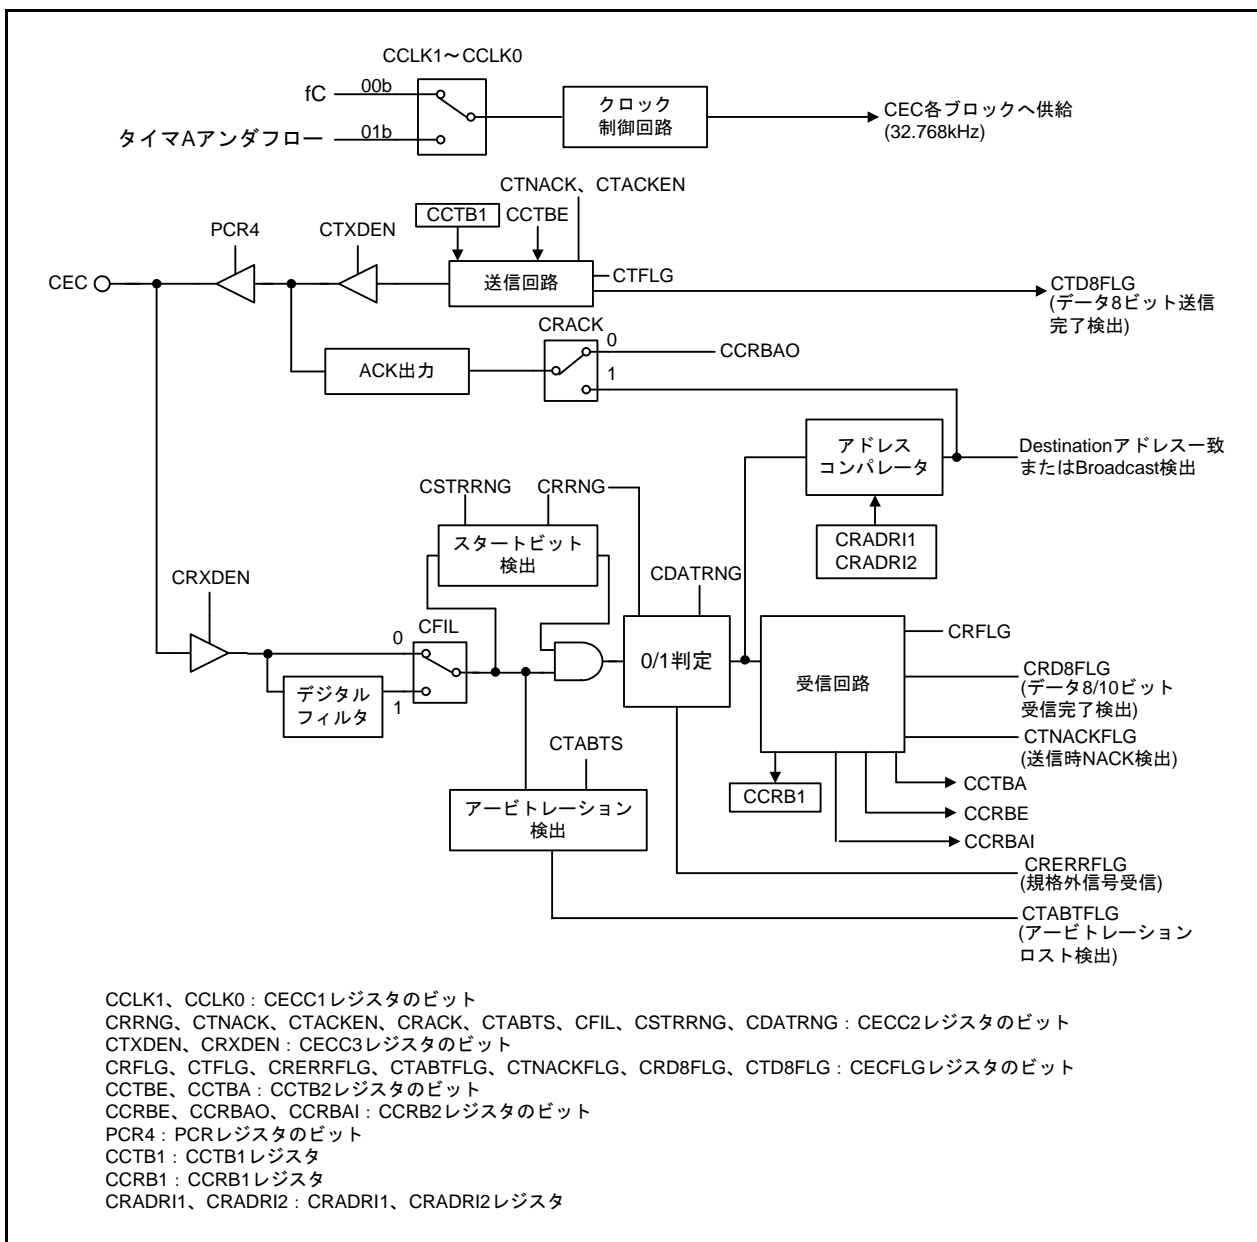 CCLK1～CCLK0
fC
00b
タイマAアンダフロー
01b
クロック
制御回路
CEC各ブロックへ供給
(32.768kHz)
CTNACK、CTACKEN
CCTB1
CCTBE
PCR4
CTXDEN
CEC
送信回路
CTFLG
CTD8FLG
(データ8ビット送信
完了検出)
CRACK
0
CCRBAO
ACK出力
1
アドレス
コンパレータ
Destinationアドレス一致
またはBroadcast検出
CSTRRNG
CRRNG
スタートビット
検出
CRADRI1
CRADRI2
CRXDEN
CDATRNG
CFIL
0
デジタル
フィルタ
1
0/1判定
受信回路
CRFLG
CRD8FLG
(データ8/10ビット
受信完了検出)
CTNACKFLG
(送信時NACK検出)
CTABTS
アービトレーション
検出
CCRB1
CCTBA
CCRBE
CCRBAI
CRERRFLG
(規格外信号受信)
CTABTFLG
(アービトレーション
ロスト検出)
CCLK1、CCLK0 : CECC1レジスタのビット
CRRNG、CTNACK、CTACKEN、CRACK、CTABTS、CFIL、CSTRRNG、CDATRNG : CECC2レジスタのビット
CTXDEN、CRXDEN : CECC3レジスタのビット
CRFLG、CTFLG、CRERRFLG、CTABTFLG、CTNACKFLG、CRD8FLG、CTD8FLG : CECFLGレジスタのビット
CCTBE、CCTBA : CCTB2レジスタのビット
CCRBE、CCRBAO、CCRBAI : CCRB2レジスタのビット
PCR4 : PCRレジスタのビット
CCTB1 : CCTB1レジスタ
CCRB1 : CCRB1レジスタ
CRADRI1、CRADRI2 : CRADRI1、CRADRI2レジスタ